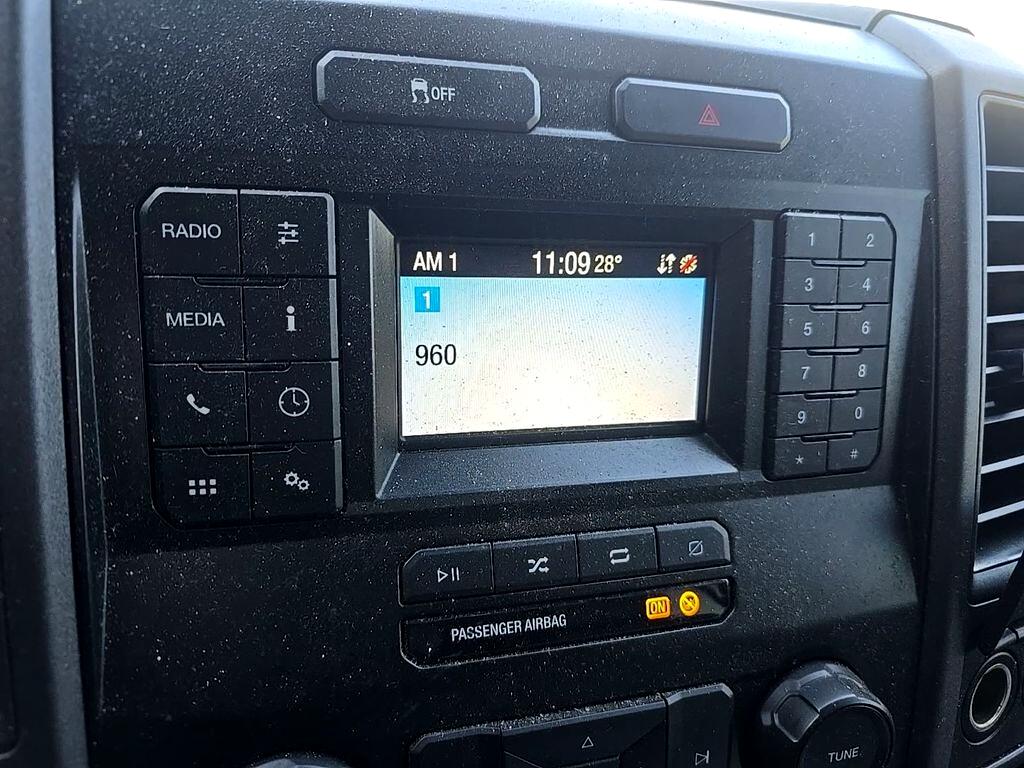 OFF
RADIO
MEDIA
AM 1 11:09 28°
1
960
1 2
3 4
5 6
7 8
9 0
* #
PASSENGER AIRBAG ON
TUNE